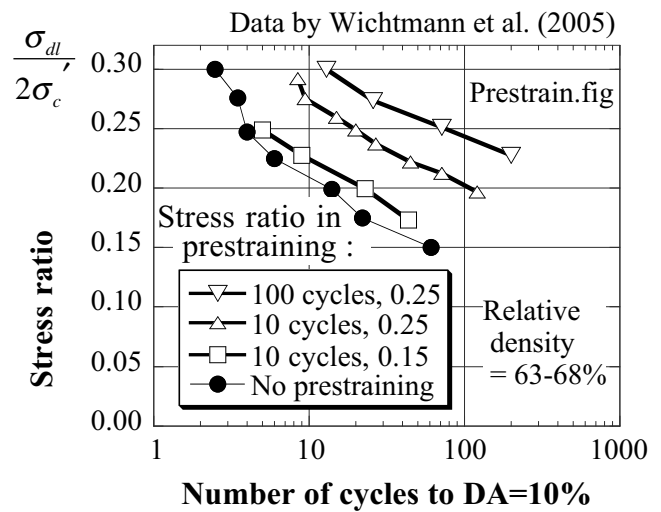 Data by Wichtmann et al. (2005)
σdl
2σc′
0.30
0.25
0.20
0.15
0.10
0.05
0.00
Stress ratio
Prestrain.fig
Stress ratio in
prestraining :
100 cycles, 0.25
10 cycles, 0.25
10 cycles, 0.15
No prestraining
Relative
density
= 63-68%
1 10 100 1000
Number of cycles to DA=10%